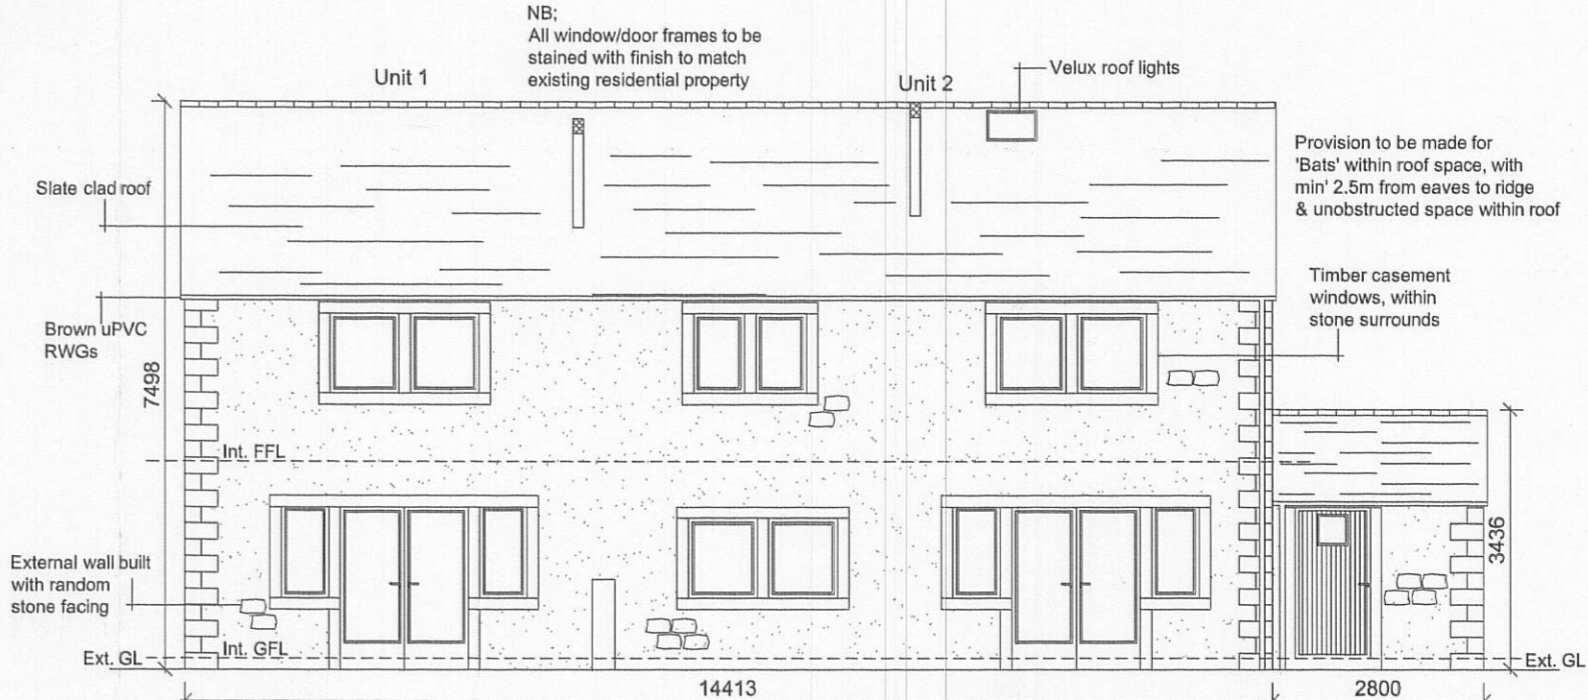 NB;
All window/door frames to be
stained with finish to match
existing residential property
Unit 1
Unit 2
Velux roof lights
Provision to be made for
'Bats' within roof space, with
min' 2.5m from eaves to ridge
& unobstructed space within roof
Slate clad roof
Timber casement
windows, within
stone surrounds
Brown uPVC
RWGs
7498
Int. FFL
3436
External wall built
with random
stone facing
Int. GFL
Ext. GL
Ext. GL
14413
2800